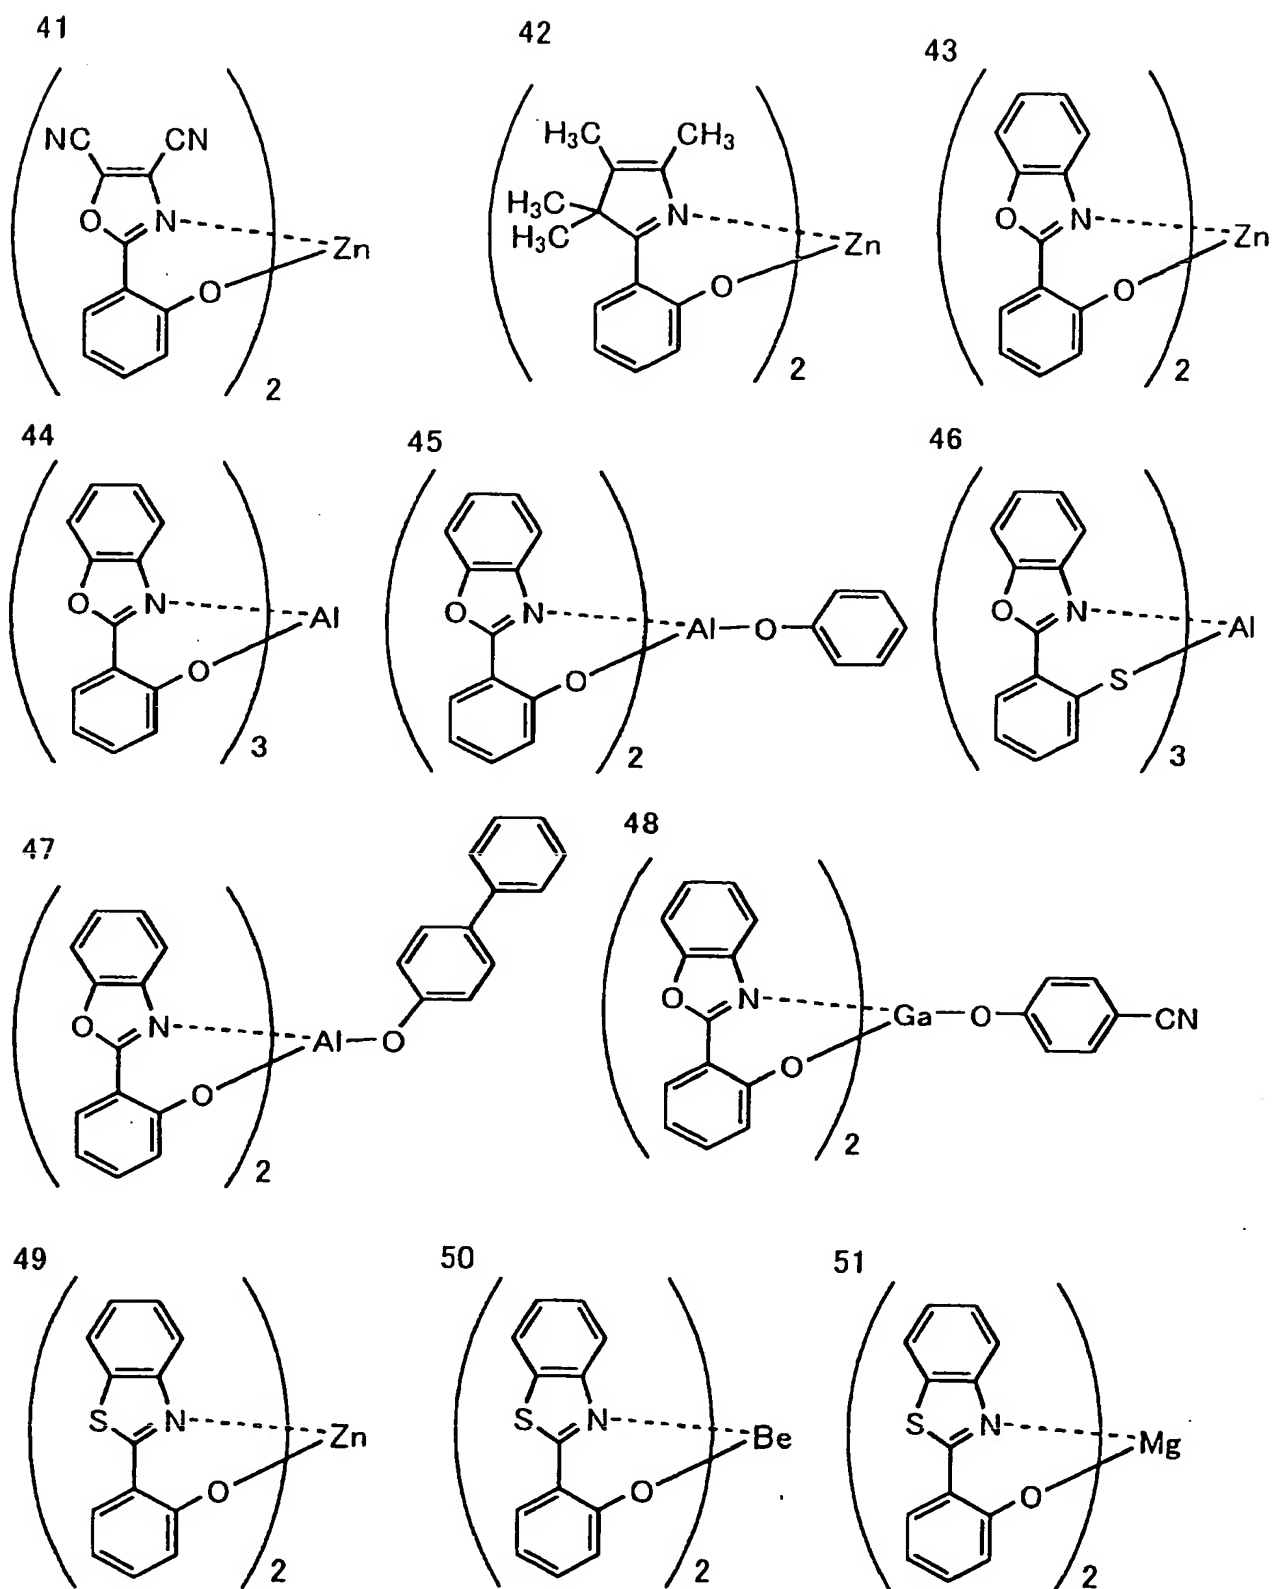 41 42 43
NC CN H₃C CH₃
O N Zn H₃C H₃C N Zn O N Zn
O O O
2 2 2
44 45 46
O N Al O N Al O O N Al
O O S
3 2 3
47 48
O N Al O O N Ga O CN
O O
2 2
49 50 51
S N Zn S N Be S N Mg
O O O
2 2 2